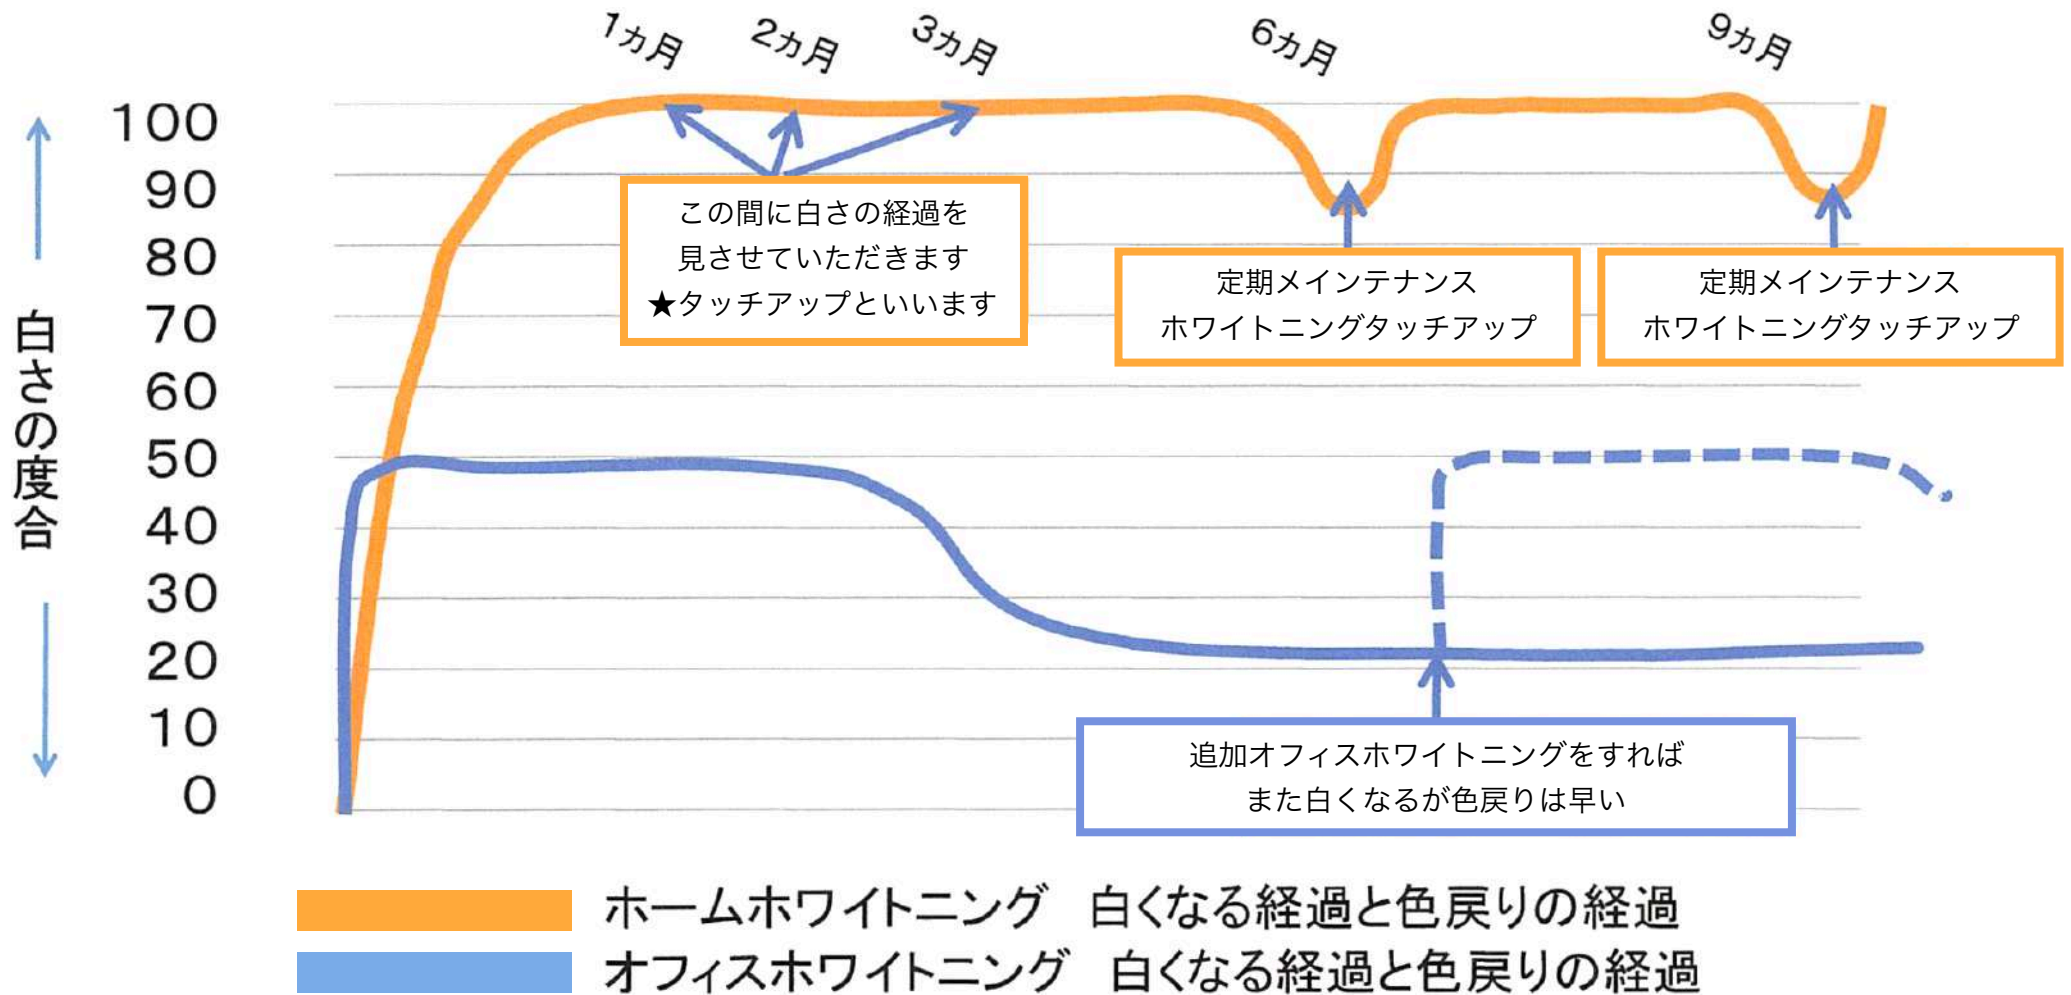 1カ月
2カ月
3カ月
6カ月
9カ月
100
90
80
70
60
50
40
30
20
10
0
白さの度合
この間に白さの経過を
見させていただきます
★タッチアップといいます
定期メインテナンス
ホワイトニングタッチアップ
定期メインテナンス
ホワイトニングタッチアップ
追加オフィスホワイトニングをすれば
また白くなるが色戻りは早い
ホームホワイトニング 白くなる経過と色戻りの経過
オフィスホワイトニング 白くなる経過と色戻りの経過